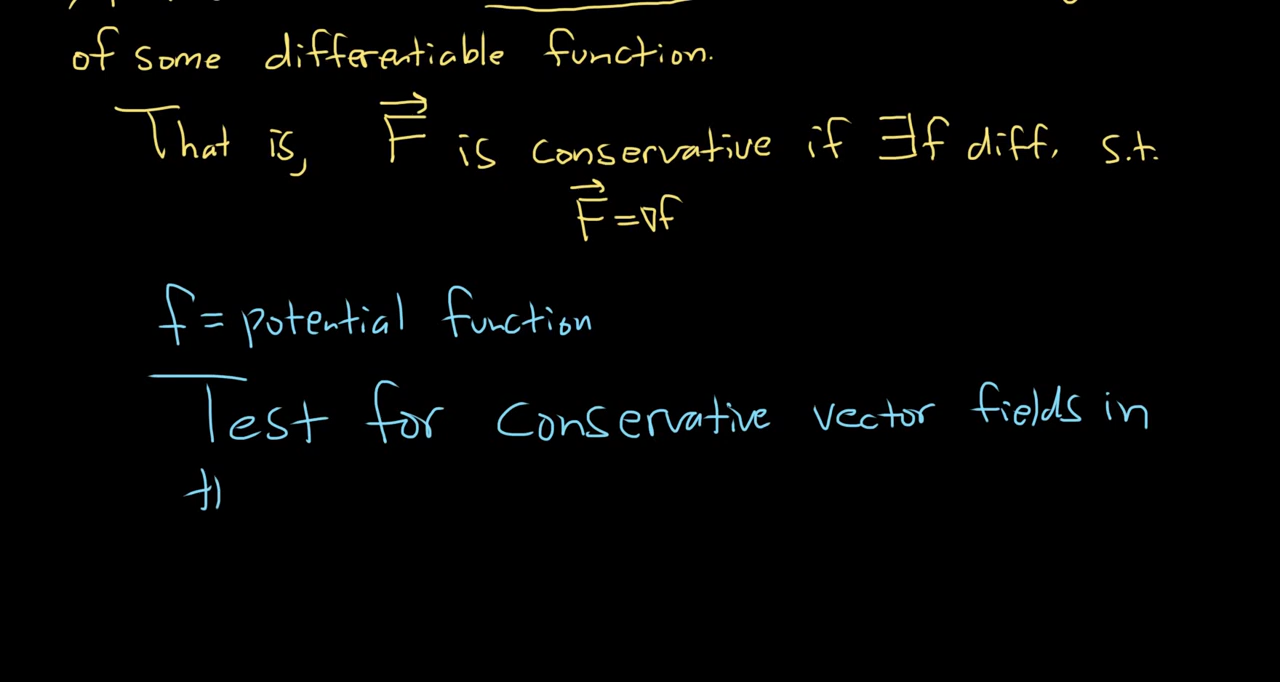 of some differentiable function.
That is, F⃗ is conservative if ∃f diff. s.t.
F⃗ = ∇f
f = potential function
Test for conservative vector fields in